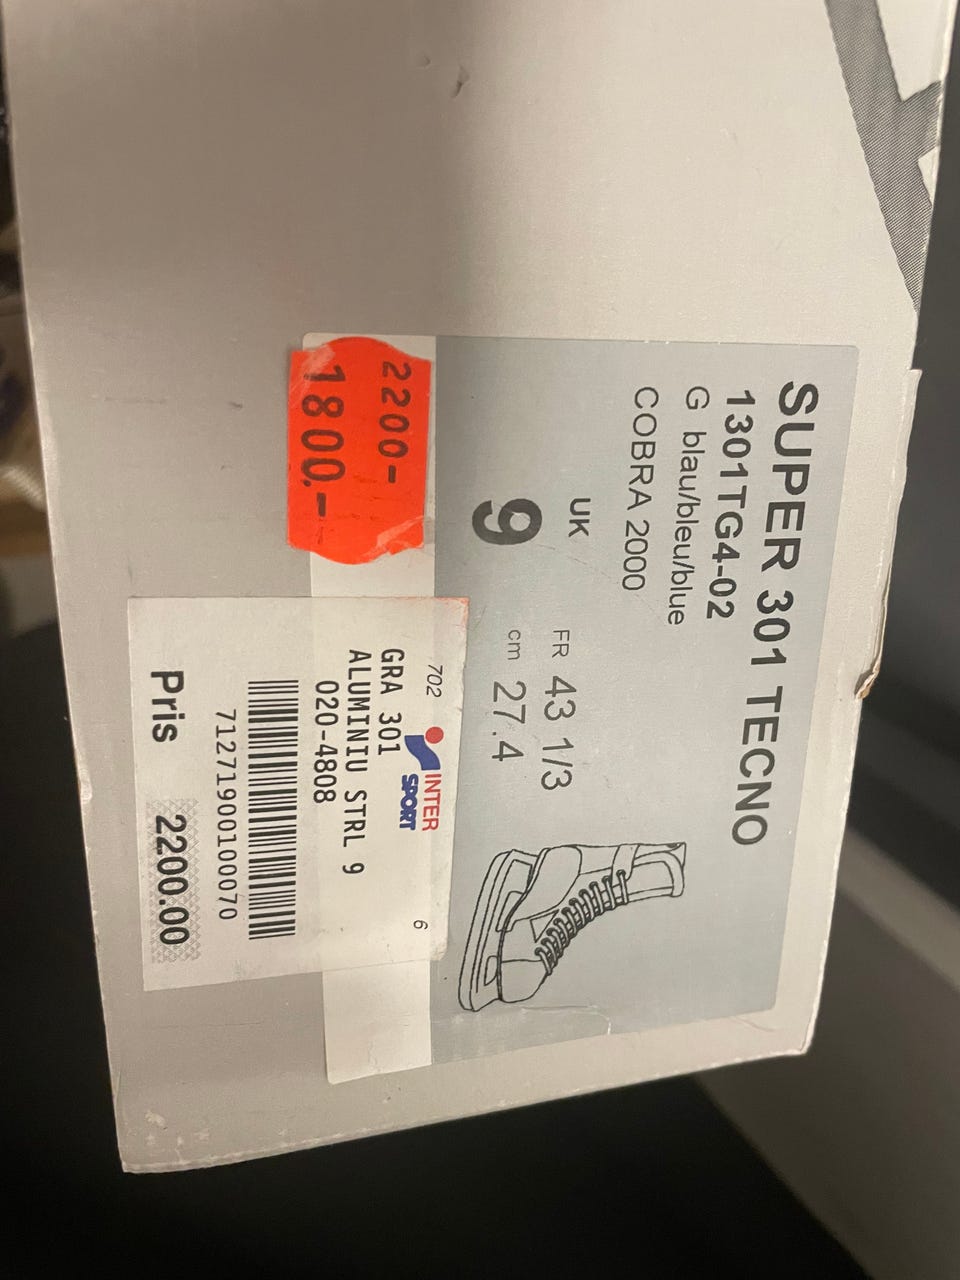 SUPER 301 TECNO
1301TG4-02
G blau/bleu/blue
COBRA 2000
UK
9
FR 43 1/3
cm 27.4
2200-
1800.-
702
INTER
SPORT
6
GRA 301
ALUMINIU STRL 9
020-4808
7127190010070
Pris 2200.00